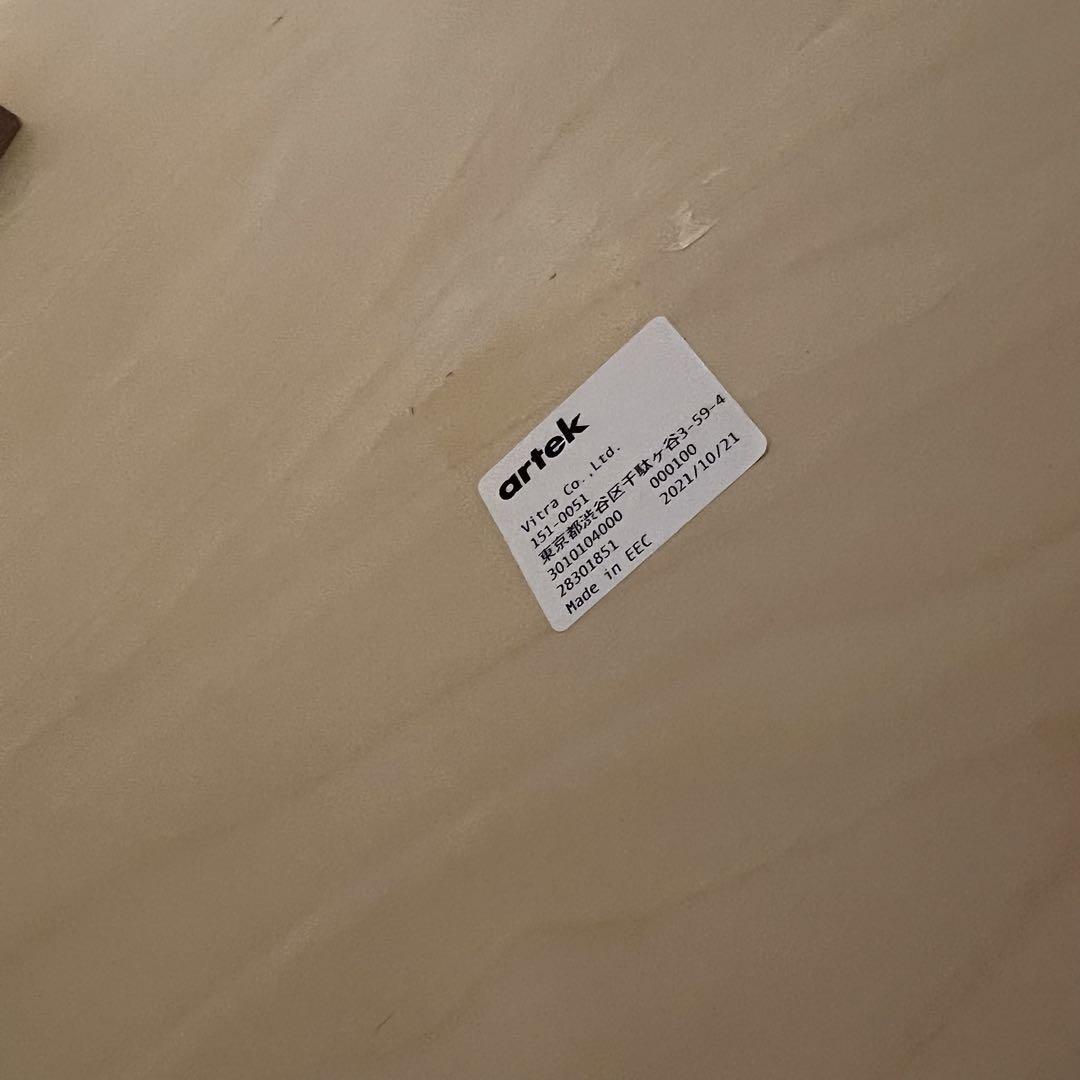 artek
Vitra Co.,Ltd.
151-0051
東京都渋谷区千駄ヶ谷3-59-4
3010104000 000100
28301851 2021/10/21
Made in EEC